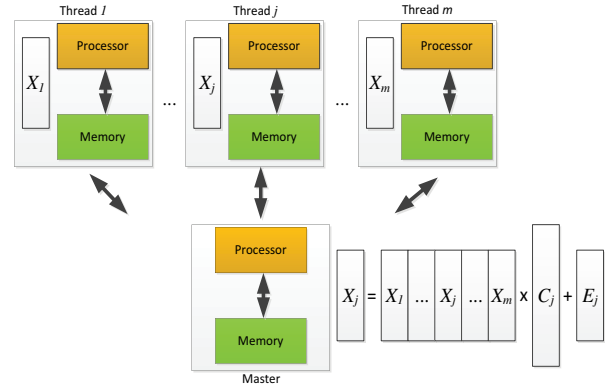 Thread 1 Thread j Thread m
Processor Processor Processor
X1 Xj Xm
... ...
Memory Memory Memory
Processor
Xj = X1 ... Xj ... Xm x Cj + Ej
Memory
Master